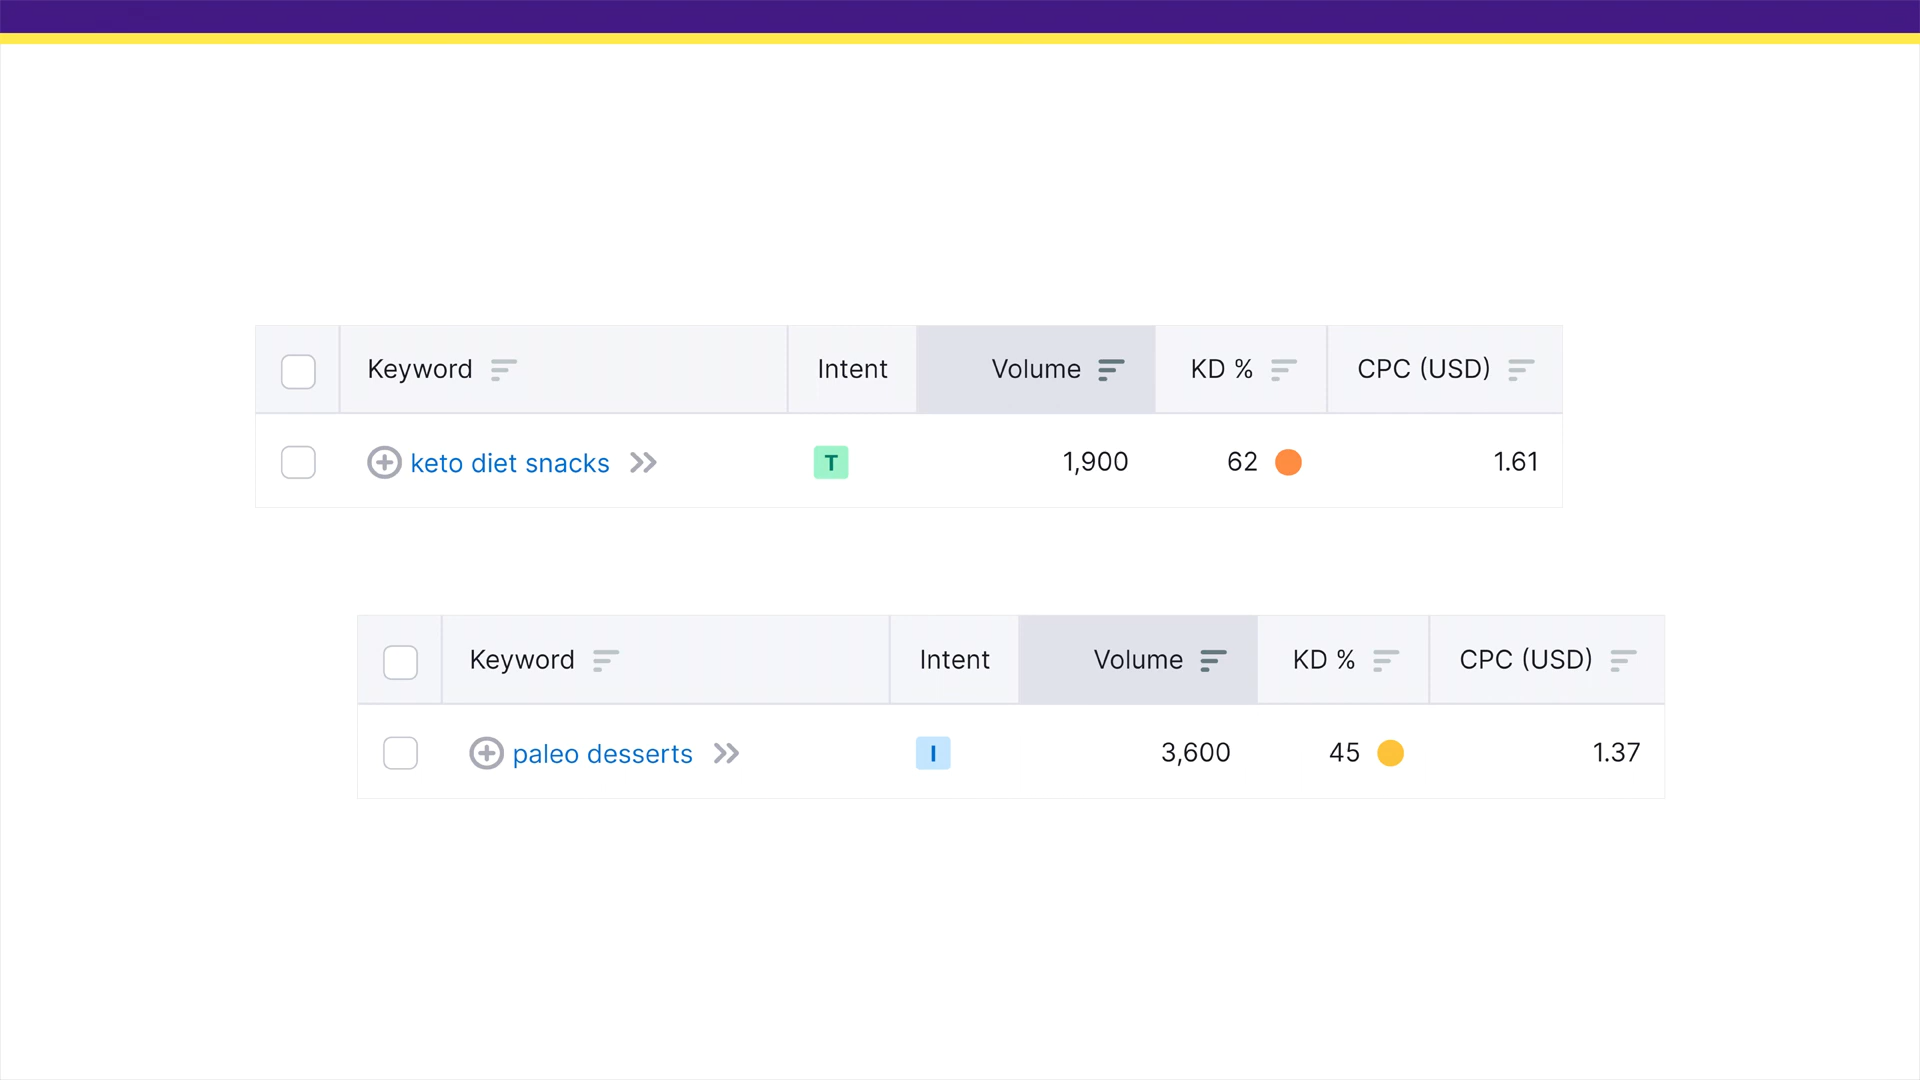 Keyword Intent Volume KD % CPC (USD)
keto diet snacks T 1,900 62 1.61
Keyword Intent Volume KD % CPC (USD)
paleo desserts I 3,600 45 1.37